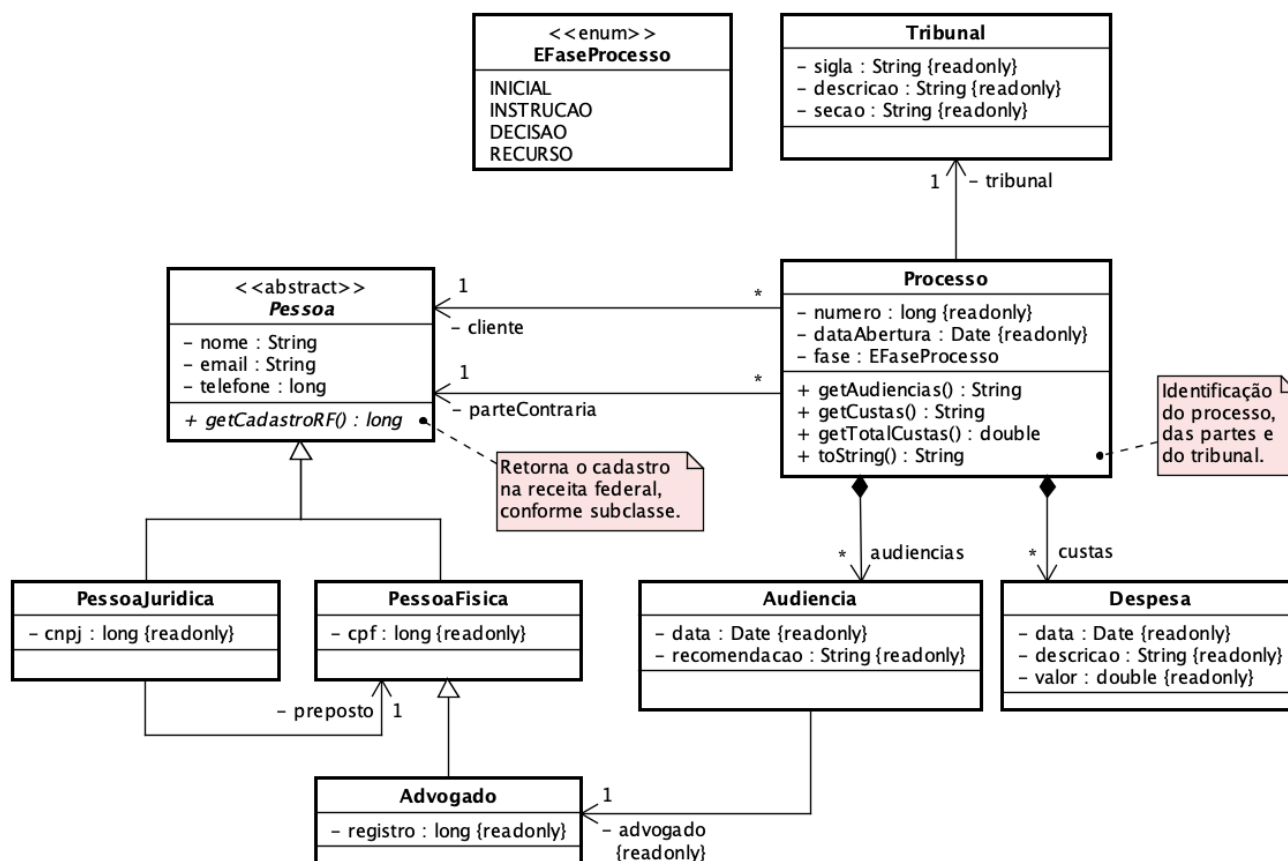 <<enum>>
EFaseProcesso
INICIAL
INSTRUCAO
DECISAO
RECURSO
Tribunal
- sigla : String {readonly}
- descricao : String {readonly}
- secao : String {readonly}
1
- tribunal
<<abstract>>
Pessoa
- nome : String
- email : String
- telefone : long
+ getCadastroRF() : long
1
*
- cliente
1
*
- parteContraria
Processo
- numero : long {readonly}
- dataAbertura : Date {readonly}
- fase : EFaseProcesso
+ getAudiencias() : String
+ getCustas() : String
+ getTotalCustas() : double
+ toString() : String
Identificação
do processo,
das partes e
do tribunal.
Retorna o cadastro
na receita federal,
conforme subclasse.
* audiencias
* custas
PessoaJuridica
- cnpj : long {readonly}
PessoaFisica
- cpf : long {readonly}
Audiencia
- data : Date {readonly}
- recomendacao : String {readonly}
Despesa
- data : Date {readonly}
- descricao : String {readonly}
- valor : double {readonly}
- preposto 1
Advogado
- registro : long {readonly}
1
- advogado
{readonly}